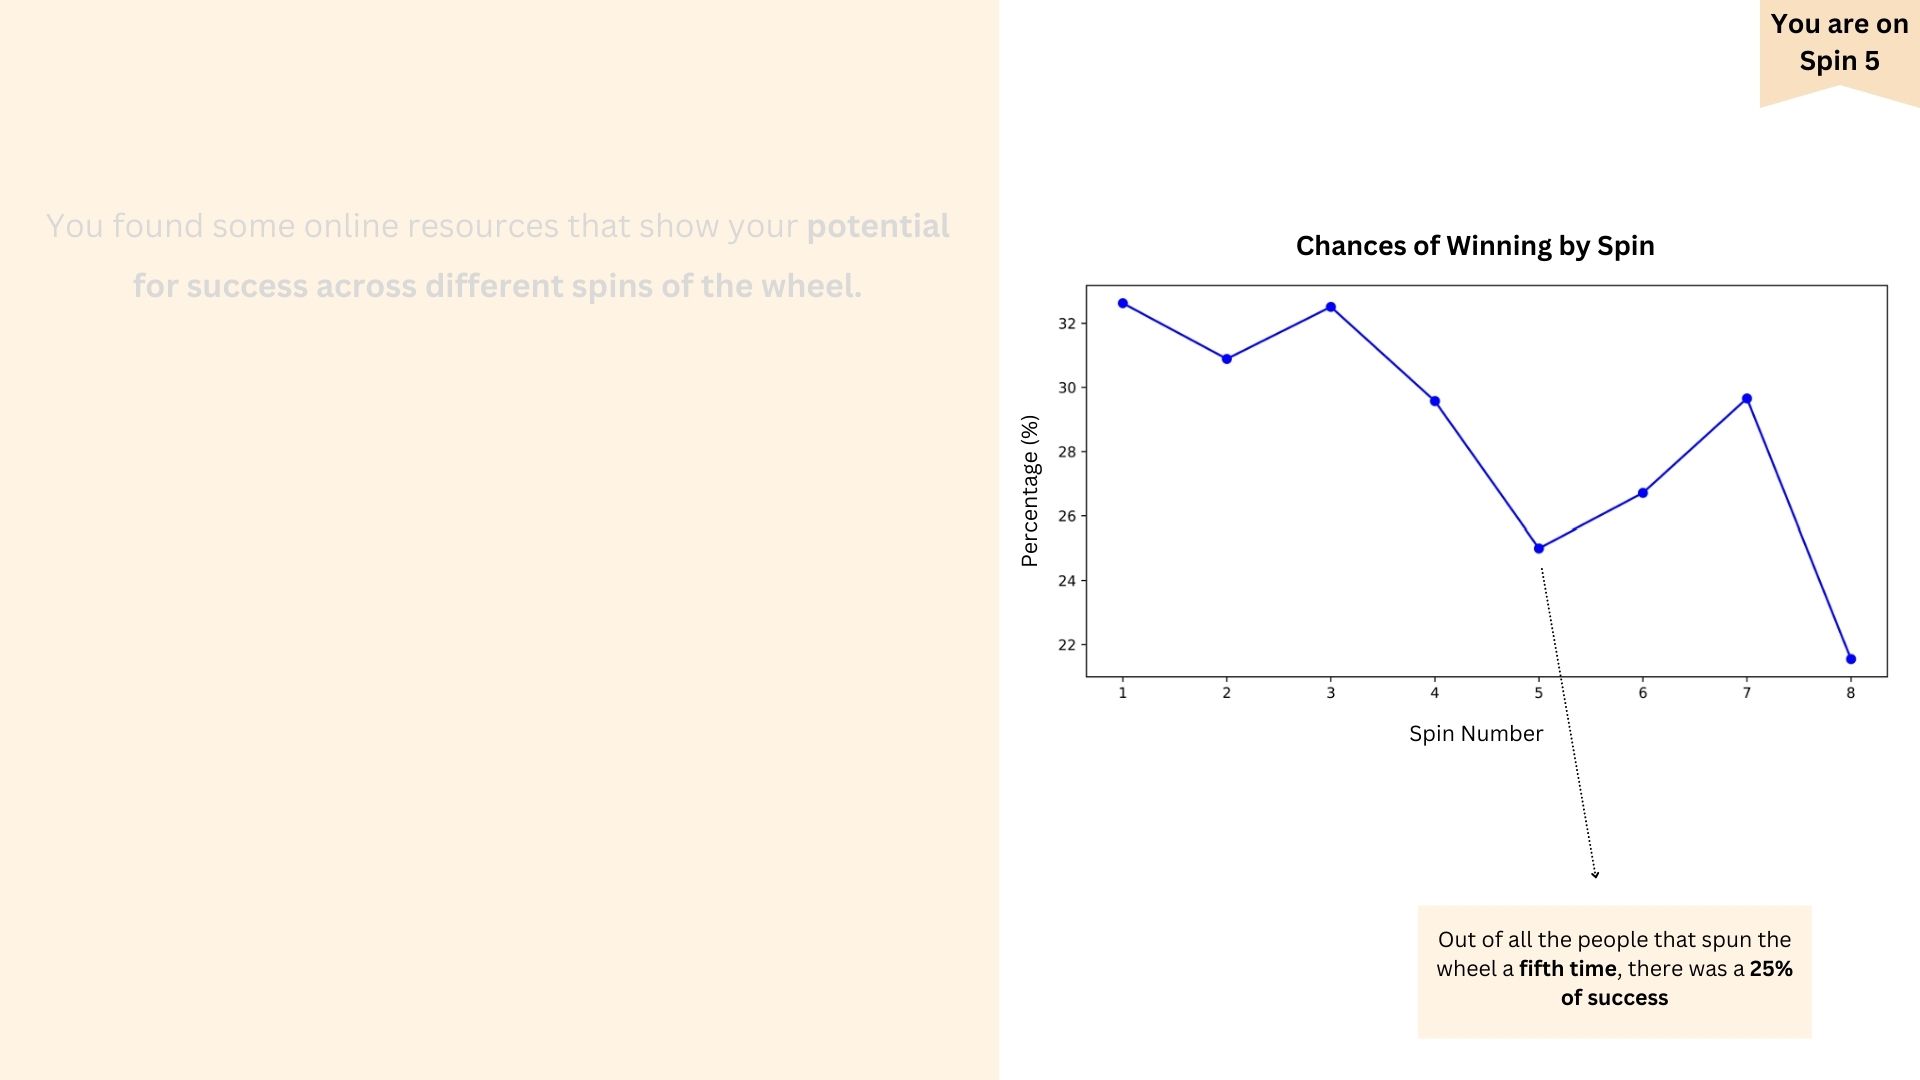 You are on
Spin 5
You found some online resources that show your potential
for success across different spins of the wheel.
Chances of Winning by Spin
Percentage (%)
32
30
28
26
24
22
1 2 3 4 5 6 7 8
Spin Number
Out of all the people that spun the
wheel a fifth time, there was a 25%
of success